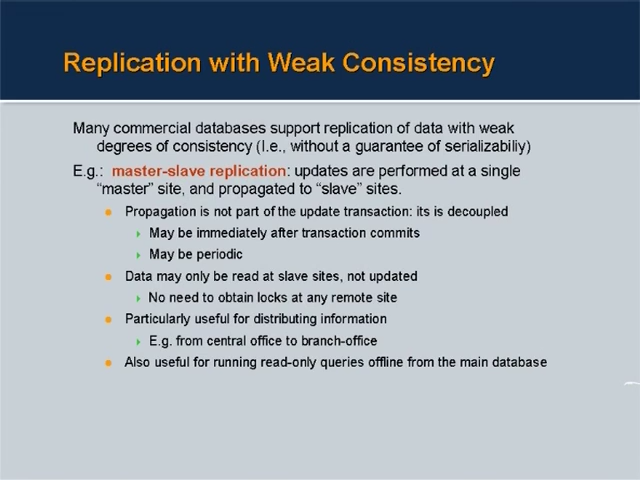 Replication with Weak Consistency
Many commercial databases support replication of data with weak
degrees of consistency (I.e., without a guarantee of serializabiliy)
E.g.: master-slave replication: updates are performed at a single
“master” site, and propagated to “slave” sites.
Propagation is not part of the update transaction: its is decoupled
May be immediately after transaction commits
May be periodic
Data may only be read at slave sites, not updated
No need to obtain locks at any remote site
Particularly useful for distributing information
E.g. from central office to branch-office
Also useful for running read-only queries offline from the main database